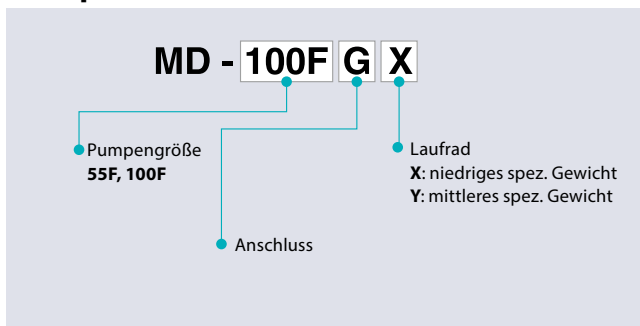 MD - 100F G X
Pumpengröße
55F, 100F
Laufrad
X: niedriges spez. Gewicht
Y: mittleres spez. Gewicht
Anschluss